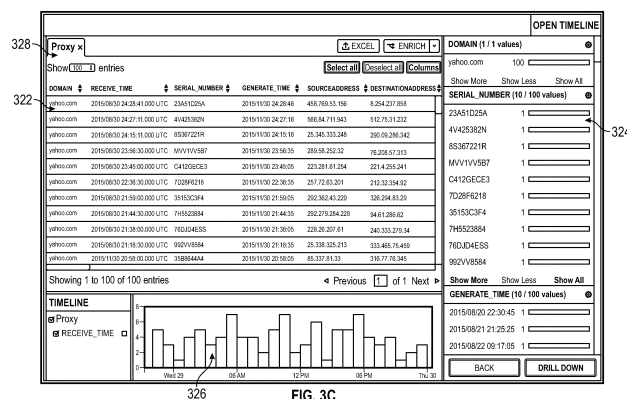 OPEN TIMELINE
328
Proxy ×
EXCEL
ENRICH
Show 100 entries
Select all Deselect all Columns
DOMAIN RECEIVE_TIME SERIAL_NUMBER GENERATE_TIME SOURCEADDRESS DESTINATIONADDRESS
322
yahoo.com 2015/08/30 24:28:41.000 UTC 23A51D25A 2015/11/30 24:28:46 458.769.53.156 8.254.237.858
yahoo.com 2015/08/30 24:27:11.000 UTC 4V425382N 2015/11/30 24:27:16 566.84.711.943 512.75.31.232
yahoo.com 2015/08/30 24:15:11.000 UTC 8S367221R 2015/11/30 24:15:16 25.345.333.248 290.09.286.342
yahoo.com 2015/08/30 23:56:30.000 UTC MVV1VV5B7 2015/11/30 23:56:35 289.58.252.32 76.208.57.313
yahoo.com 2015/08/30 23:45:00.000 UTC C412GECE3 2015/11/30 23:45:05 223.281.61.254 221.4.255.241
yahoo.com 2015/08/30 22:36:30.000 UTC 7D28F6218 2015/11/30 22:36:35 257.72.63.201 212.32.354.92
yahoo.com 2015/08/30 21:59:00.000 UTC 35153C3F4 2015/11/30 21:59:05 292.362.43.229 326.294.83.29
yahoo.com 2015/08/30 21:44:30.000 UTC 7H5523884 2015/11/30 21:44:35 292.279.284.228 94.61.286.62
yahoo.com 2015/08/30 21:38:00.000 UTC 76DJD4ESS 2015/11/30 21:38:05 226.26.207.61 240.333.279.34
yahoo.com 2015/08/30 21:18:30.000 UTC 992VV8584 2015/11/30 21:18:35 25.338.325.213 333.465.75.459
yahoo.com 2015/11/30 20:58:00.000 UTC 35B8644A4 2015/11/30 20:58:05 85.337.81.33 316.77.76.345
Showing 1 to 100 of 100 entries
Previous 1 of 1 Next
DOMAIN (1 / 1 values)
yahoo.com 100
Show More Show Less Show All
SERIAL_NUMBER (10 / 100 values)
324
23A51D25A 1
4V425382N 1
8S367221R 1
MVV1VV5B7 1
C412GECE3 1
7D28F6218 1
35153C3F4 1
7H5523884 1
76DJD4ESS 1
992VV8584 1
Show More Show Less Show All
GENERATE_TIME (10 / 100 values)
2015/08/20 22:30:45 1
2015/08/21 21:25:25 1
2015/08/22 09:17:05 1
BACK
DRILL DOWN
TIMELINE
Proxy
RECEIVE_TIME
8
6
4
2
0
Wed 29 06 AM 12 PM 06 PM Thu 30
326
FIG. 3C